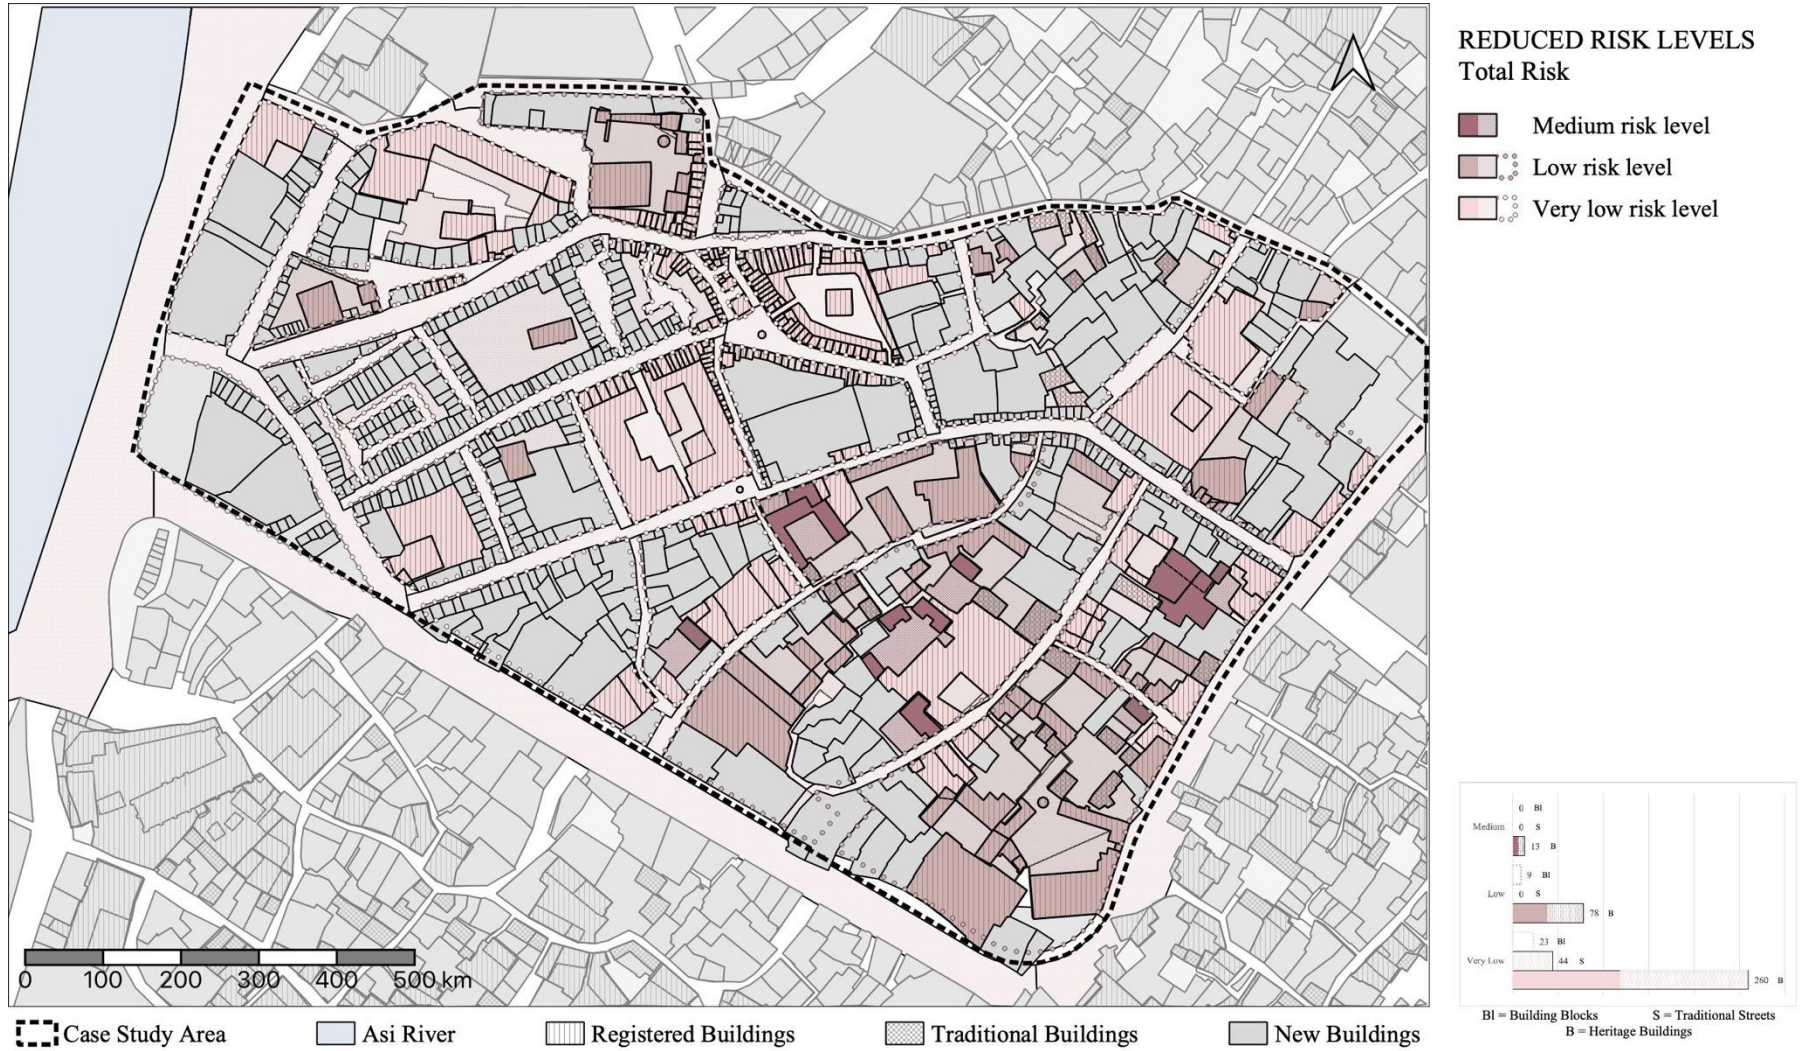 REDUCED RISK LEVELS
Total Risk
Medium risk level
Low risk level
Very low risk level
0 Bl
Medium 0 S
13 B
9 Bl
Low 0 S
78 B
23 Bl
Very Low 44 S
260 B
Bl = Building Blocks S = Traditional Streets
B = Heritage Buildings
0 100 200 300 400 500 km
Case Study Area Asi River Registered Buildings Traditional Buildings New Buildings